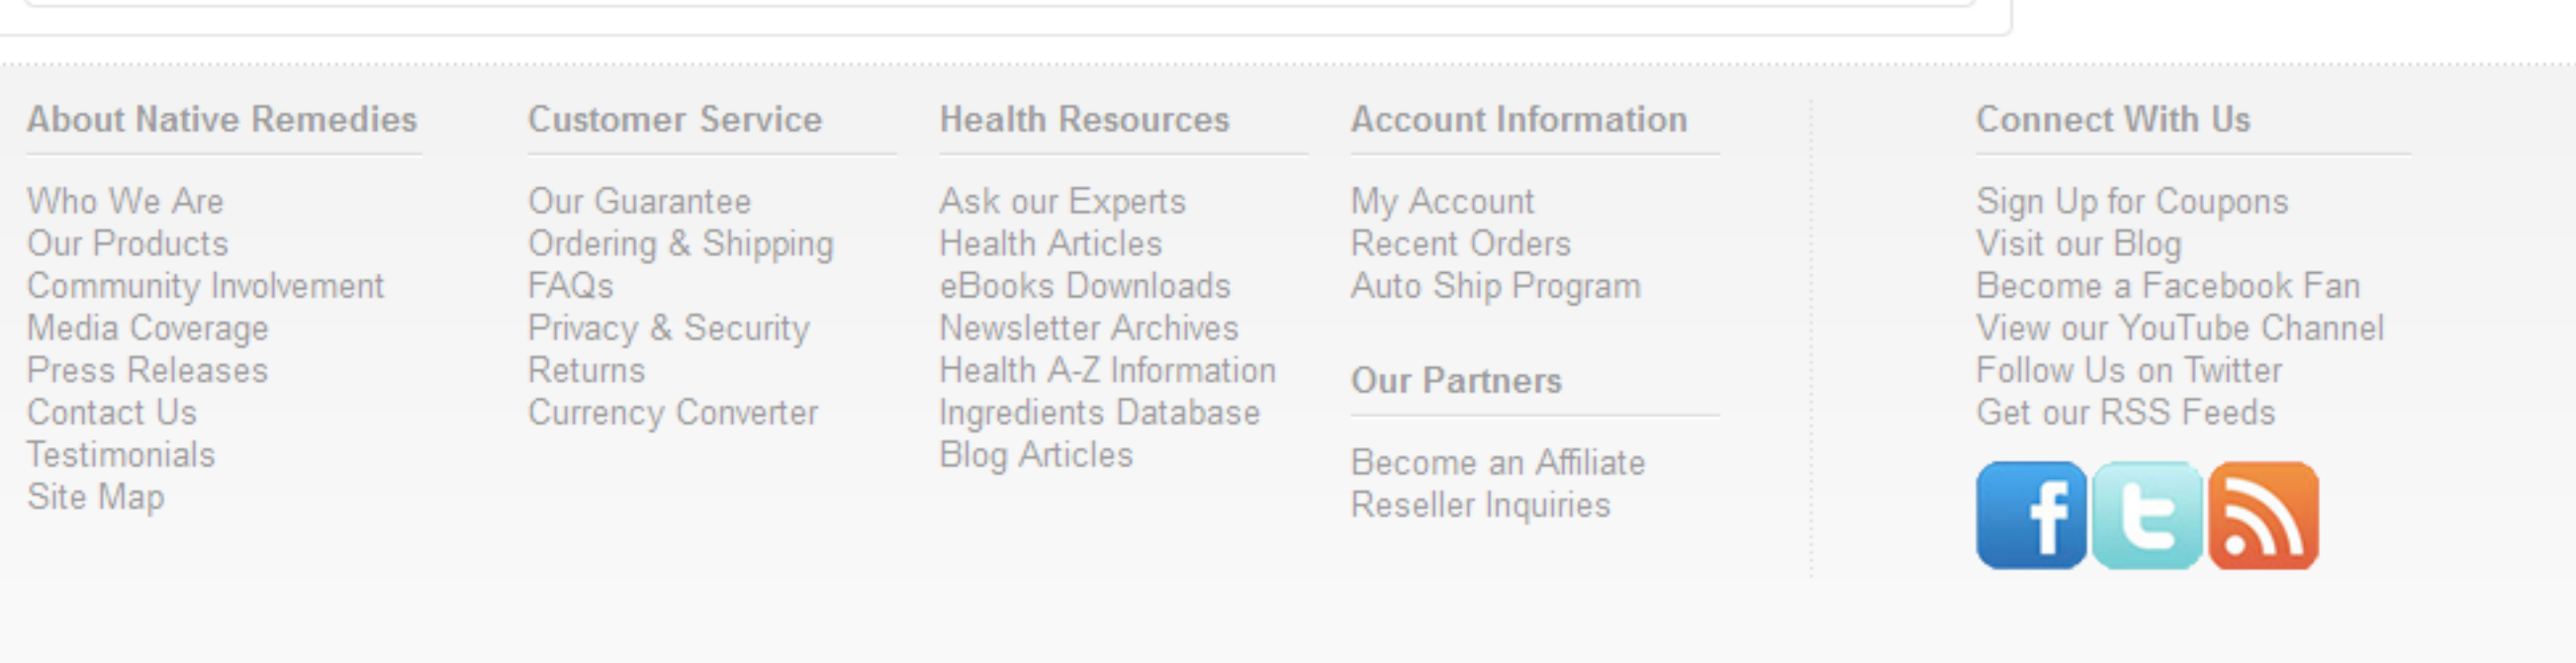 About Native Remedies
Who We Are
Our Products
Community Involvement
Media Coverage
Press Releases
Contact Us
Testimonials
Site Map
Customer Service
Our Guarantee
Ordering & Shipping
FAQs
Privacy & Security
Returns
Currency Converter
Health Resources
Ask our Experts
Health Articles
eBooks Downloads
Newsletter Archives
Health A-Z Information
Ingredients Database
Blog Articles
Account Information
My Account
Recent Orders
Auto Ship Program
Our Partners
Become an Affiliate
Reseller Inquiries
Connect With Us
Sign Up for Coupons
Visit our Blog
Become a Facebook Fan
View our YouTube Channel
Follow Us on Twitter
Get our RSS Feeds